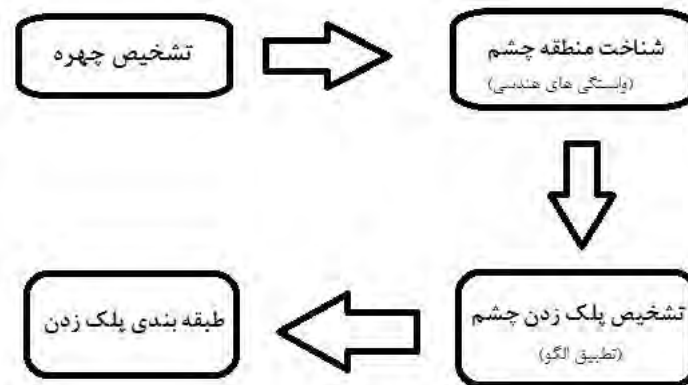 تشخیص چهره
شناخت منطقه چشم
(وابستگی های هندسی)
تشخیص پلک زدن چشم
(تطبیق الگو)
طبقه بندی پلک زدن